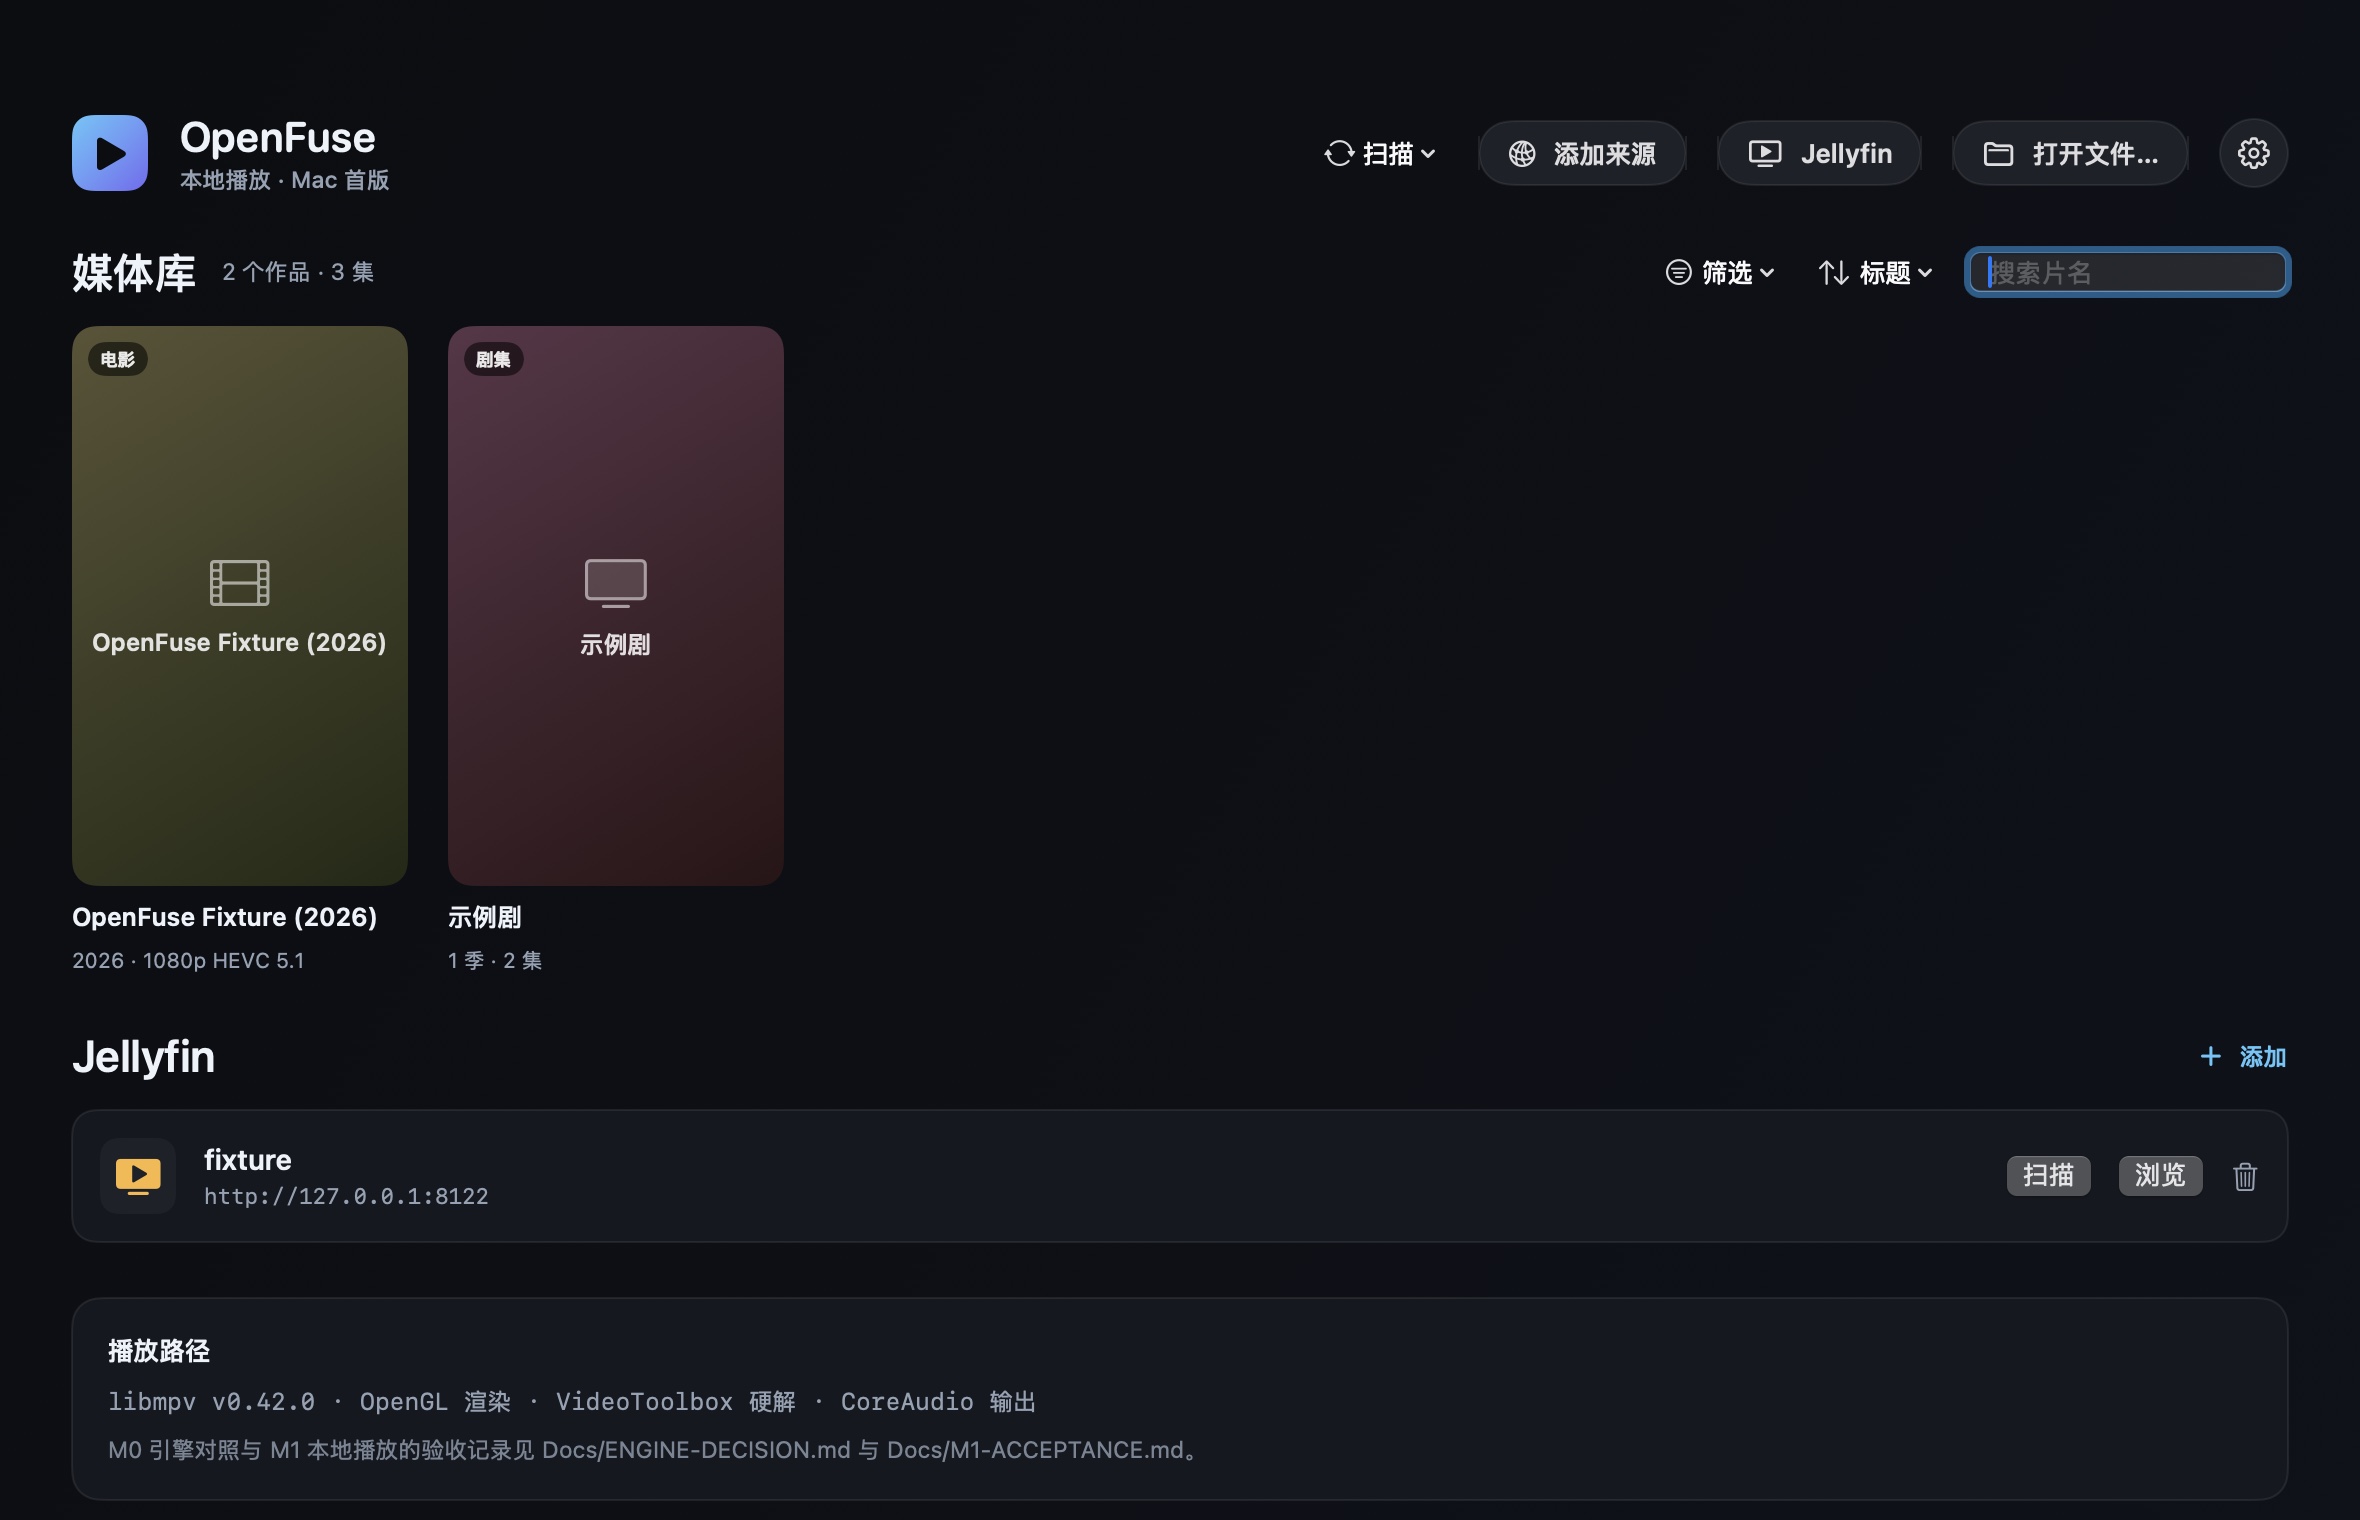 OpenFuse
本地播放 · Mac 首版
扫描
添加来源
Jellyfin
打开文件...
媒体库
2 个作品 · 3 集
筛选
标题
搜索片名
电影
OpenFuse Fixture (2026)
OpenFuse Fixture (2026)
2026 · 1080p HEVC 5.1
剧集
示例剧
示例剧
1 季 · 2 集
Jellyfin
+ 添加
fixture
http://127.0.0.1:8122
扫描
浏览
播放路径
libmpv v0.42.0 · OpenGL 渲染 · VideoToolbox 硬解 · CoreAudio 输出
M0 引擎对照与 M1 本地播放的验收记录见 Docs/ENGINE-DECISION.md 与 Docs/M1-ACCEPTANCE.md。